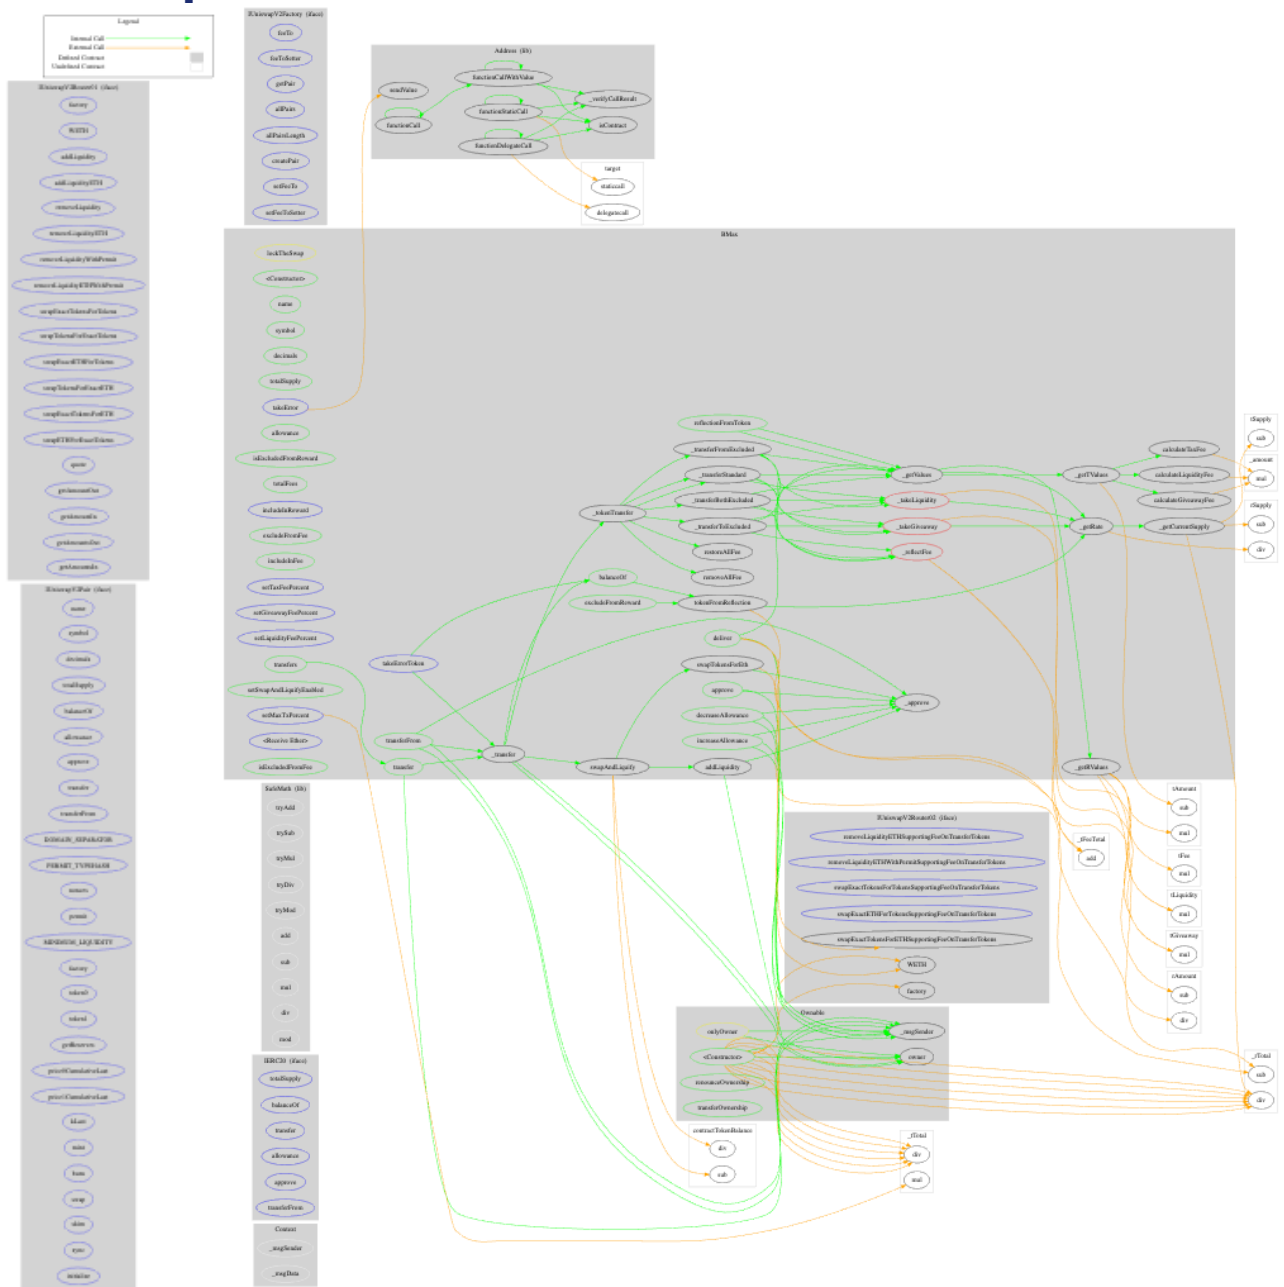 Legend
Internal Call
External Call
Defined Contract
Undefined Contract
IUniswapV2Router01 (iface)
factory
WETH
addLiquidity
addLiquidityETH
removeLiquidity
removeLiquidityETH
removeLiquidityWithPermit
removeLiquidityETHWithPermit
swapExactTokensForTokens
swapTokensForExactTokens
swapExactETHForTokens
swapTokensForExactETH
swapExactTokensForETH
swapETHForExactTokens
quote
getAmountOut
getAmountIn
getAmountsOut
getAmountsIn
IUniswapV2Pair (iface)
name
symbol
decimals
totalSupply
balanceOf
allowance
approve
transfer
transferFrom
DOMAIN_SEPARATOR
PERMIT_TYPEHASH
nonces
permit
MINIMUM_LIQUIDITY
factory
token0
token1
getReserves
price0CumulativeLast
price1CumulativeLast
kLast
mint
burn
swap
skim
sync
initialize
IUniswapV2Factory (iface)
feeTo
feeToSetter
getPair
allPairs
allPairsLength
createPair
setFeeTo
setFeeToSetter
Address (lib)
sendValue
functionCall
functionCallWithValue
functionStaticCall
functionDelegateCall
_verifyCallResult
isContract
target
staticcall
delegatecall
BMax
lockTheSwap
<Constructor>
name
symbol
decimals
totalSupply
takeError
allowance
isExcludedFromReward
totalFees
includeInReward
excludeFromFee
includeInFee
setTaxFeePercent
setGiveawayFeePercent
setLiquidityFeePercent
transfers
setSwapAndLiquifyEnabled
setMaxTxPercent
<Receive Ether>
isExcludedFromFee
takeErrorToken
transferFrom
transfer
_transfer
_tokenTransfer
balanceOf
excludeFromReward
swapAndLiquify
reflectionFromToken
_transferFromExcluded
_transferStandard
_transferBothExcluded
_transferToExcluded
restoreAllFee
removeAllFee
tokenFromReflection
deliver
swapTokensForEth
approve
decreaseAllowance
increaseAllowance
addLiquidity
_getValues
_takeLiquidity
_takeGiveaway
_reflectFee
_approve
_getTValues
_getRate
_getRValues
calculateTaxFee
calculateLiquidityFee
calculateGiveawayFee
_getCurrentSupply
tSupply
sub
_amount
mul
rSupply
sub
div
SafeMath (lib)
tryAdd
trySub
tryMul
tryDiv
tryMod
add
sub
mul
div
mod
IERC20 (iface)
totalSupply
balanceOf
transfer
allowance
approve
transferFrom
Context
_msgSender
_msgData
IUniswapV2Router02 (iface)
removeLiquidityETHSupportingFeeOnTransferTokens
removeLiquidityETHWithPermitSupportingFeeOnTransferTokens
swapExactTokensForTokensSupportingFeeOnTransferTokens
swapExactETHForTokensSupportingFeeOnTransferTokens
swapExactTokensForETHSupportingFeeOnTransferTokens
WETH
factory
Ownable
onlyOwner
<Constructor>
renounceOwnership
transferOwnership
_msgSender
owner
contractTokenBalance
div
sub
_tTotal
div
mul
_tFeeTotal
add
tAmount
sub
mul
tFee
mul
tLiquidity
mul
tGiveaway
mul
rAmount
sub
div
_rTotal
sub
div